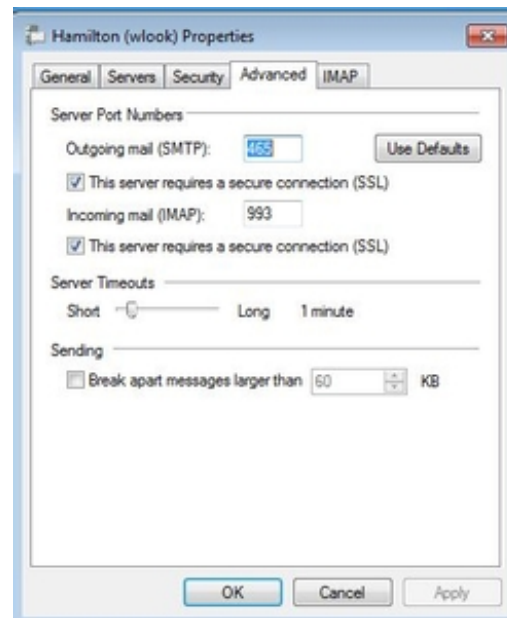 Hamilton (wlook) Properties
General Servers Security Advanced IMAP
Server Port Numbers
Outgoing mail (SMTP): 465 Use Defaults
This server requires a secure connection (SSL)
Incoming mail (IMAP): 993
This server requires a secure connection (SSL)
Server Timeouts
Short Long 1 minute
Sending
Break apart messages larger than 60 KB
OK Cancel Apply